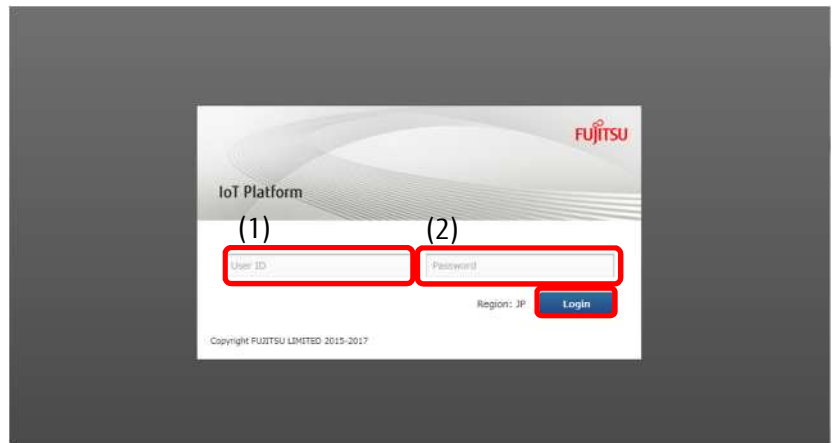 FUJITSU
IoT Platform
(1) (2)
User ID Password
Region: JP Login
Copyright FUJITSU LIMITED 2015-2017